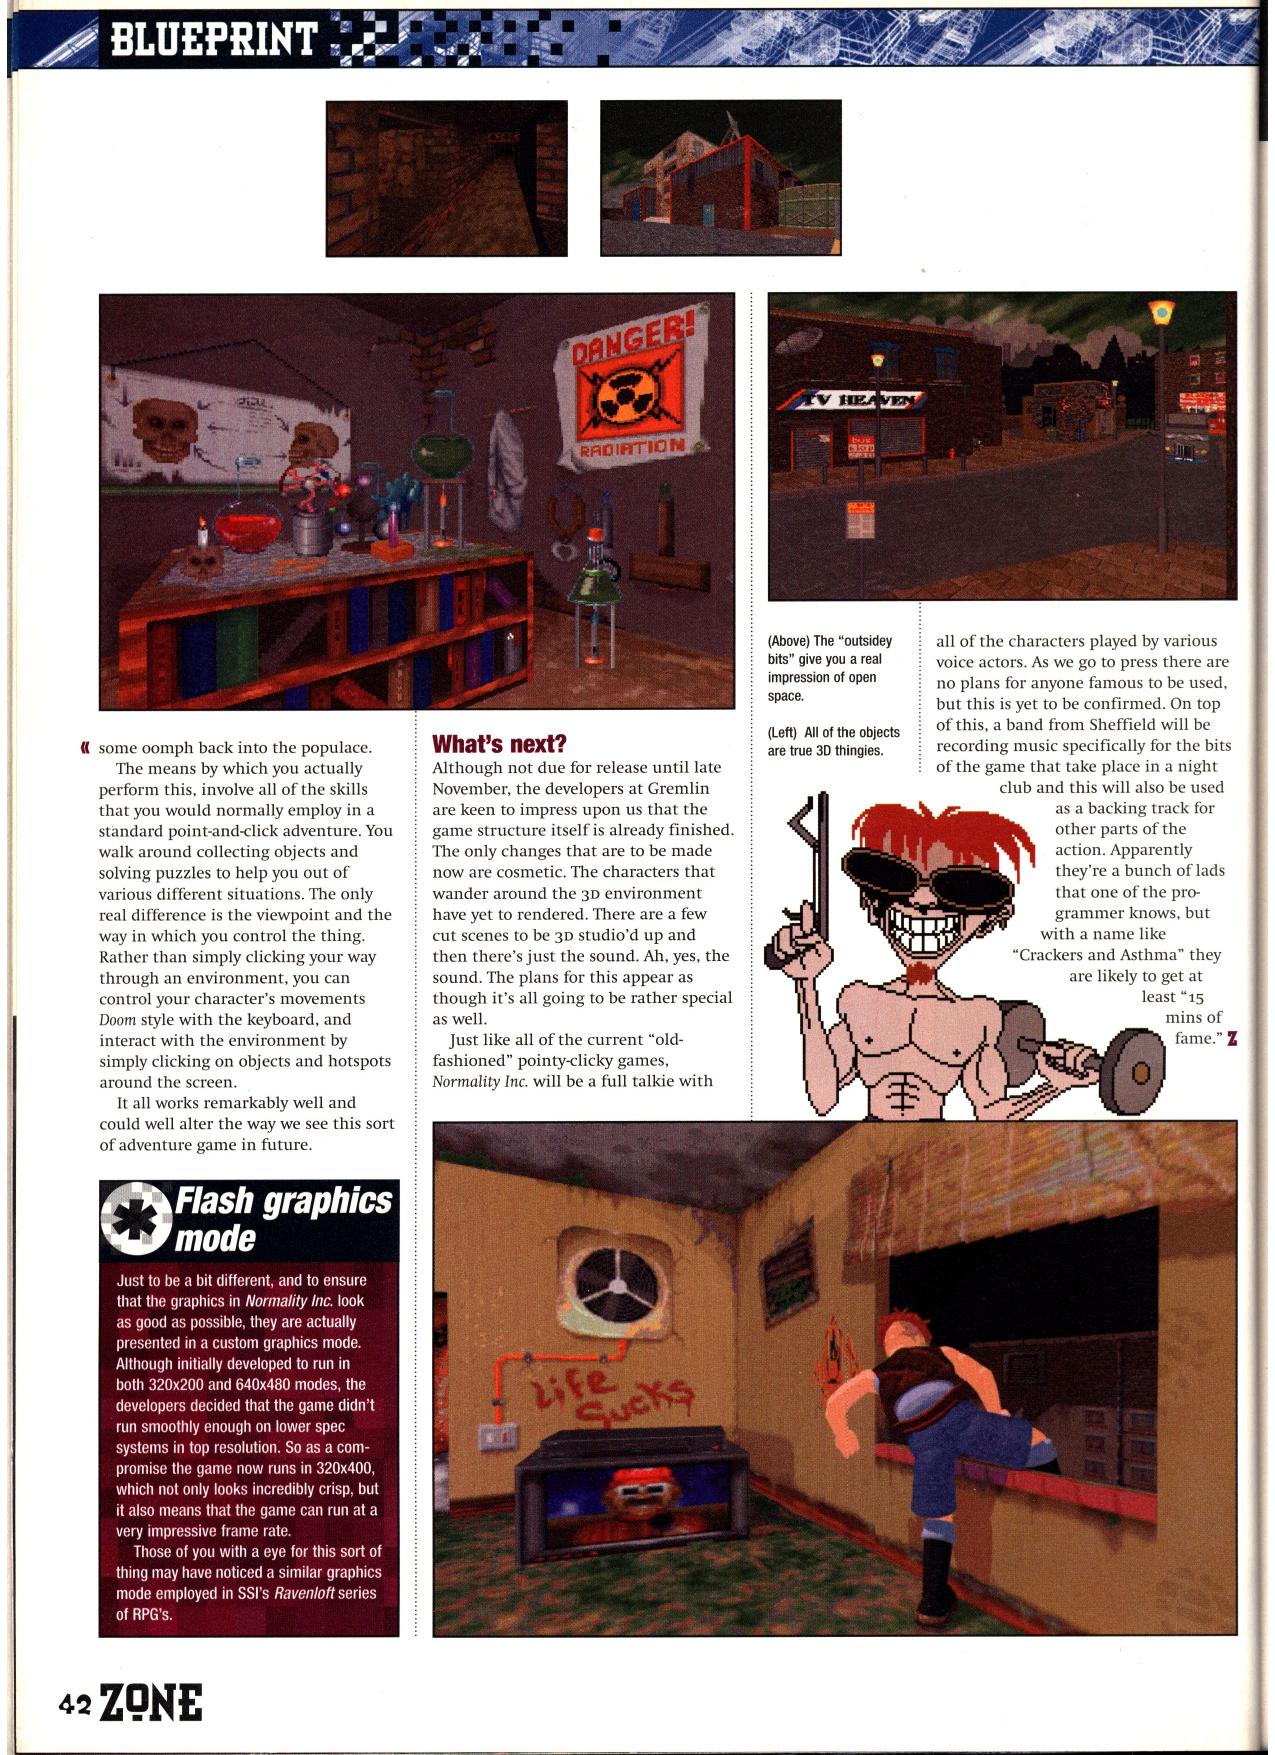 BLUEPRINT
DANGER!
RADIATION
TV HEAVEN
BUS
STOP
« some oomph back into the populace.
The means by which you actually
perform this, involve all of the skills
that you would normally employ in a
standard point-and-click adventure. You
walk around collecting objects and
solving puzzles to help you out of
various different situations. The only
real difference is the viewpoint and the
way in which you control the thing.
Rather than simply clicking your way
through an environment, you can
control your character's movements
Doom style with the keyboard, and
interact with the environment by
simply clicking on objects and hotspots
around the screen.
It all works remarkably well and
could well alter the way we see this sort
of adventure game in future.
Flash graphics
mode
Just to be a bit different, and to ensure
that the graphics in Normality Inc. look
as good as possible, they are actually
presented in a custom graphics mode.
Although initially developed to run in
both 320x200 and 640x480 modes, the
developers decided that the game didn't
run smoothly enough on lower spec
systems in top resolution. So as a com-
promise the game now runs in 320x400,
which not only looks incredibly crisp, but
it also means that the game can run at a
very impressive frame rate.
Those of you with a eye for this sort of
thing may have noticed a similar graphics
mode employed in SSI's Ravenloft series
of RPG's.
What's next?
Although not due for release until late
November, the developers at Gremlin
are keen to impress upon us that the
game structure itself is already finished.
The only changes that are to be made
now are cosmetic. The characters that
wander around the 3D environment
have yet to rendered. There are a few
cut scenes to be 3D studio'd up and
then there's just the sound. Ah, yes, the
sound. The plans for this appear as
though it's all going to be rather special
as well.
Just like all of the current "old-
fashioned" pointy-clicky games,
Normality Inc. will be a full talkie with
(Above) The "outsidey
bits" give you a real
impression of open
space.
(Left) All of the objects
are true 3D thingies.
all of the characters played by various
voice actors. As we go to press there are
no plans for anyone famous to be used,
but this is yet to be confirmed. On top
of this, a band from Sheffield will be
recording music specifically for the bits
of the game that take place in a night
club and this will also be used
as a backing track for
other parts of the
action. Apparently
they're a bunch of lads
that one of the pro-
grammer knows, but
with a name like
"Crackers and Asthma" they
are likely to get at
least "15
mins of
fame." Z
Life
Sucks
42 ZONE